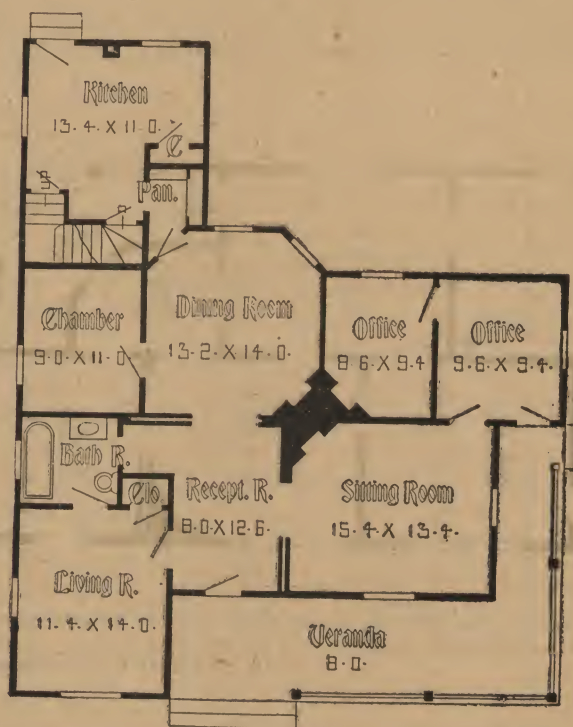 Kitchen
13.4. X 11.0.
C
Pan.
Chamber
9.0 X 11.0.
Dining Room
13.2. X 14.0.
Office
8.6. X 9.4
Office
9.6. X 9.4.
Bath R.
Clo.
Recept. R.
8.0 X 12.6.
Sitting Room
15.4 X 13.4.
Living R.
11.4. X 14.0.
Veranda
8.0.